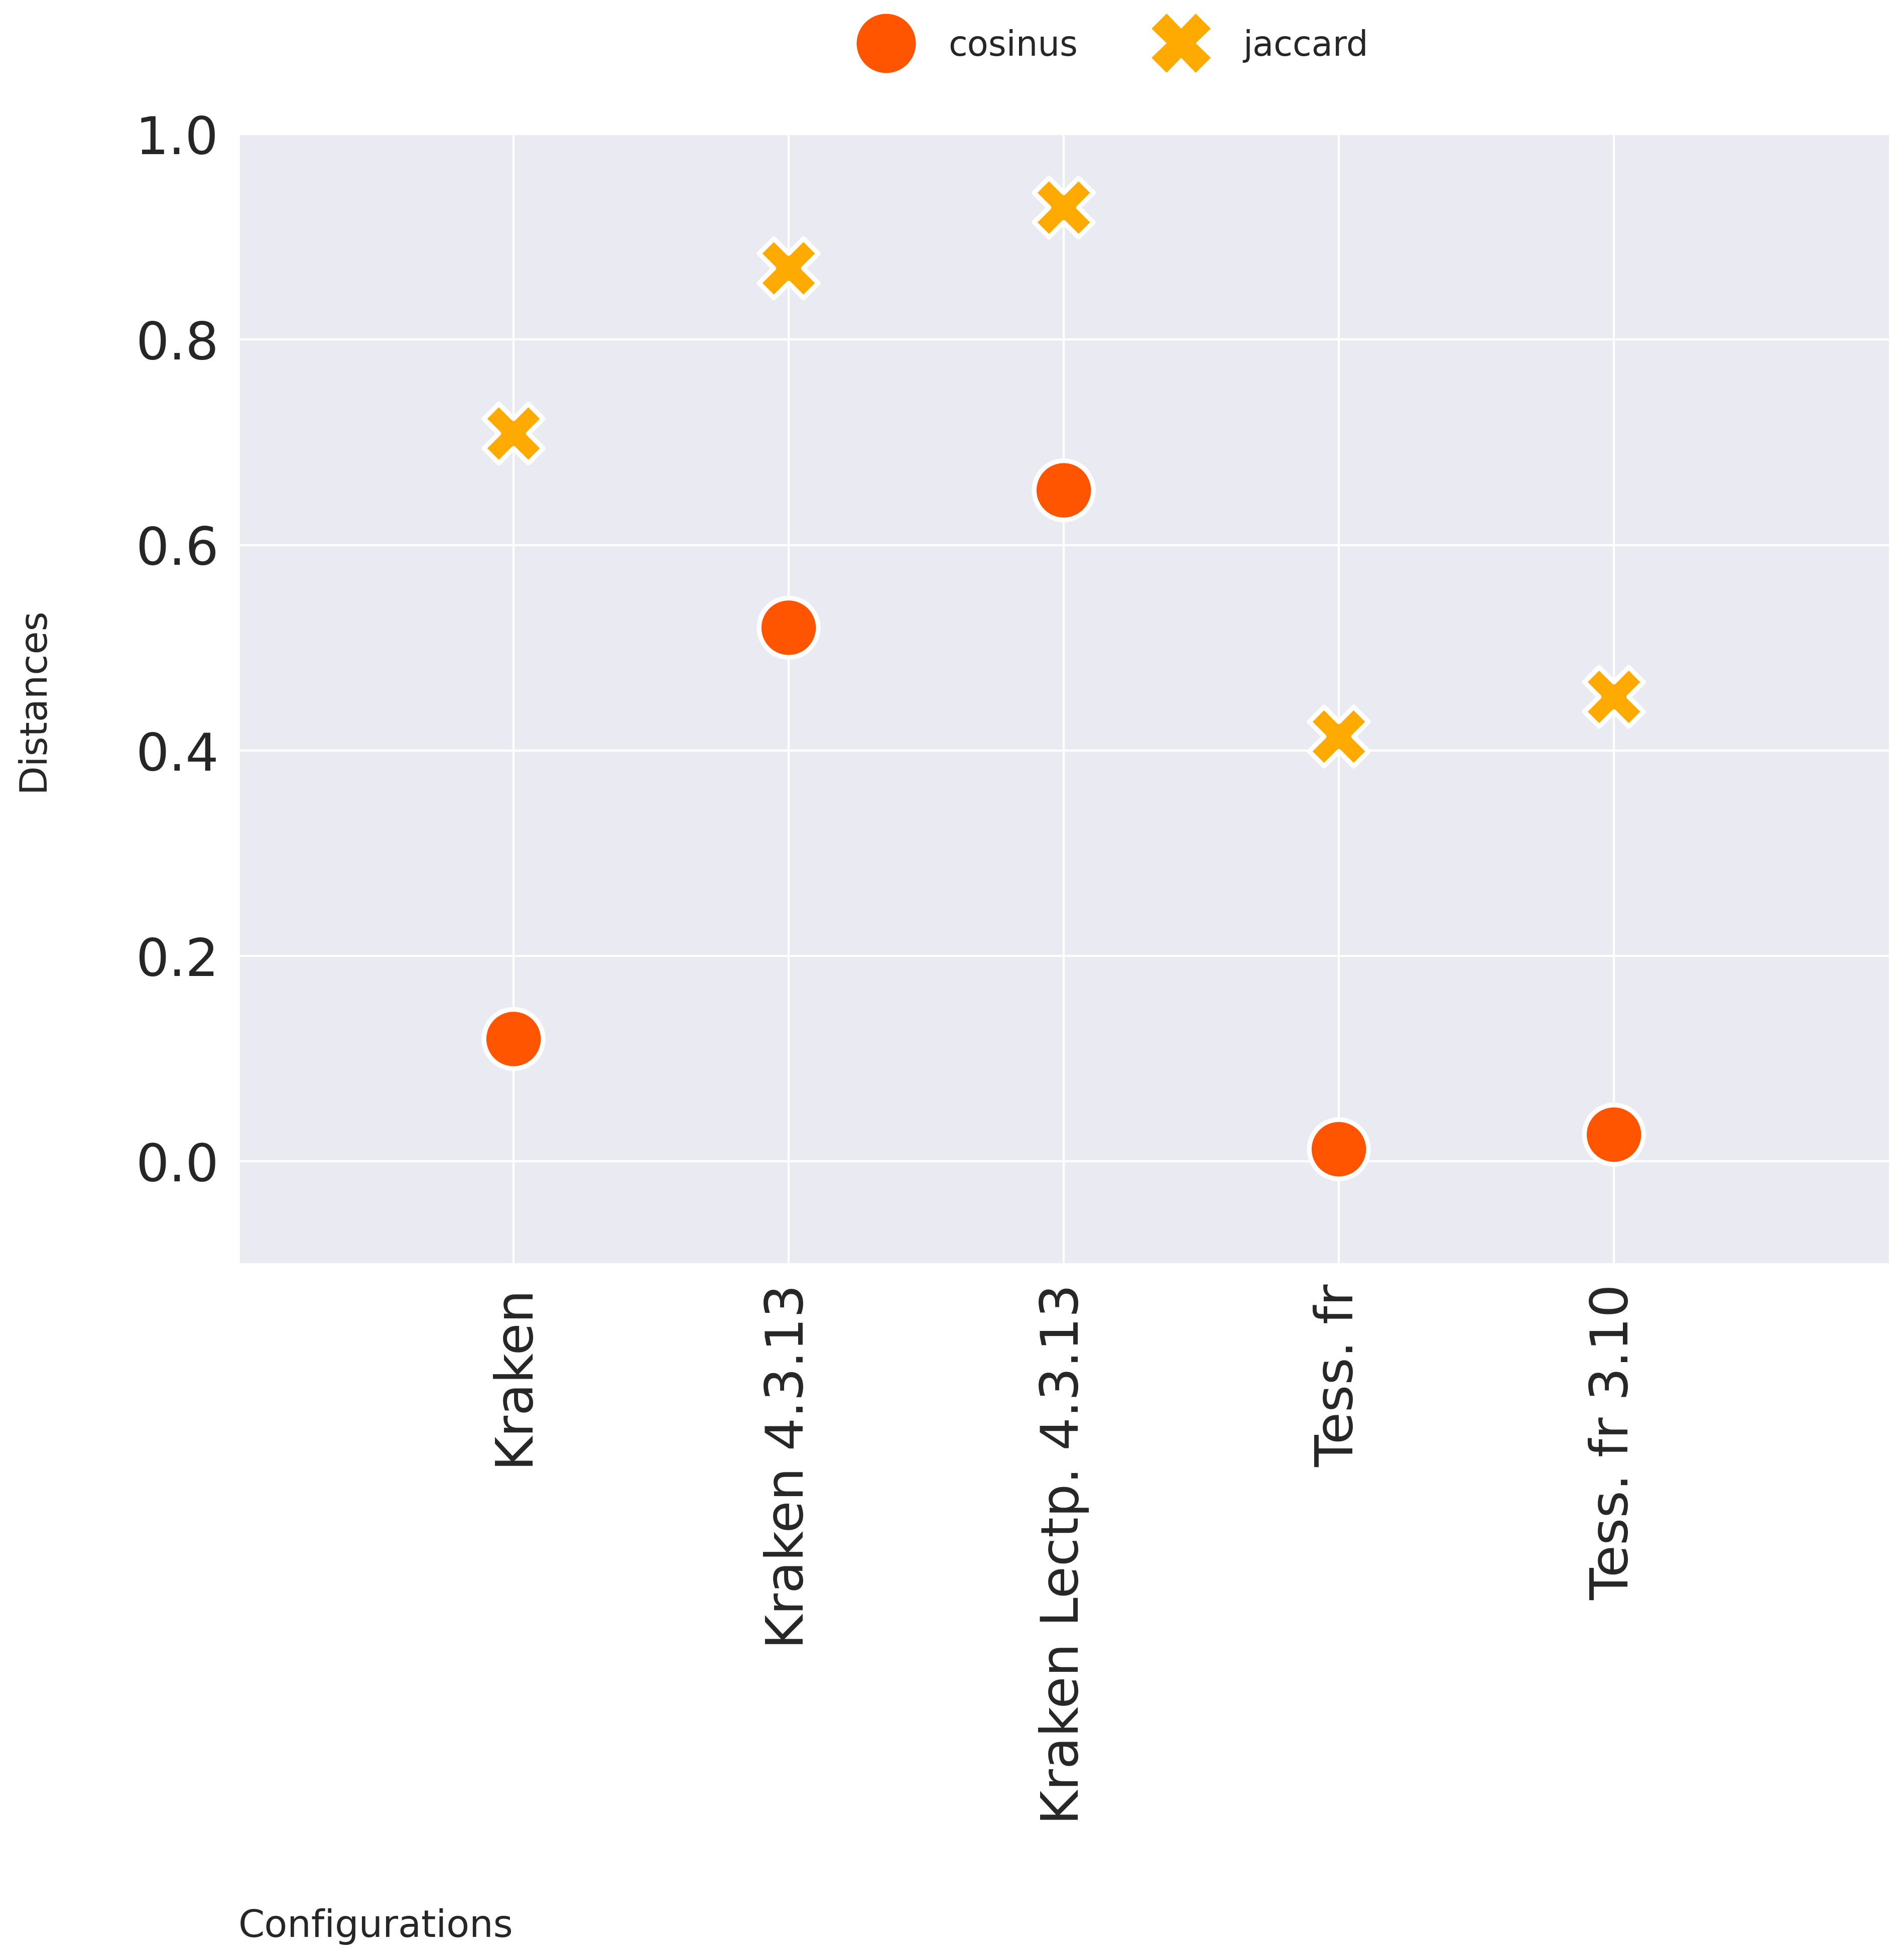 cosinus jaccard
1.0
0.8
0.6
0.4
0.2
0.0
Distances
Kraken
Kraken 4.3.13
Kraken Lectp. 4.3.13
Tess. fr
Tess. fr 3.10
Configurations